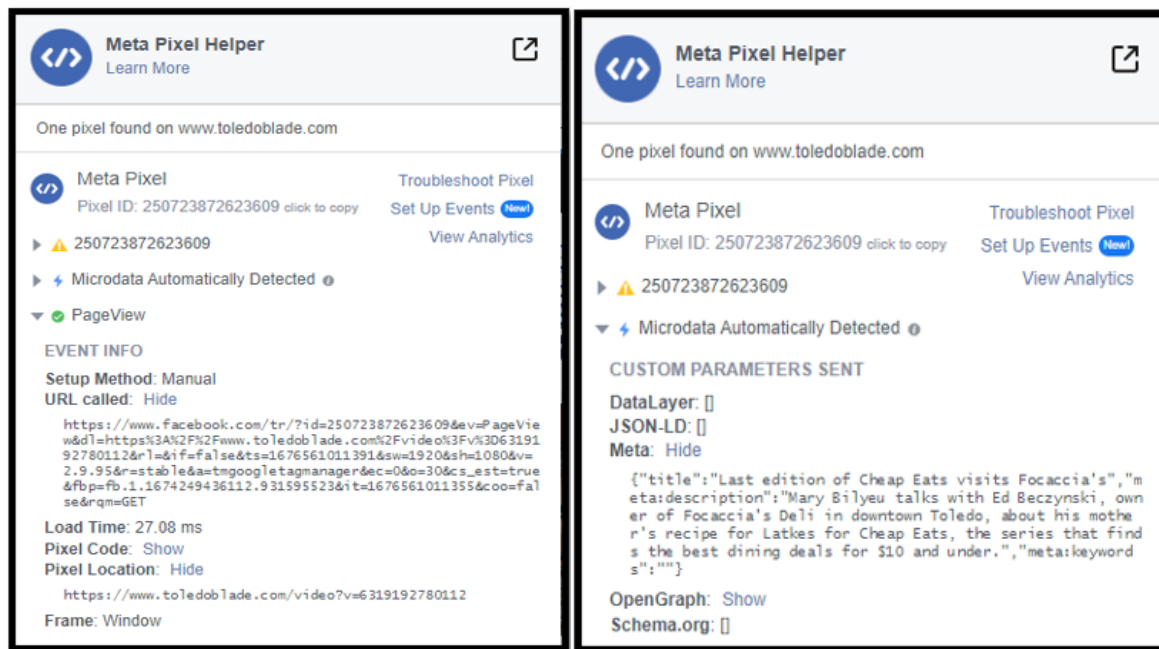 Meta Pixel Helper
Learn More
One pixel found on www.toledoblade.com
Meta Pixel
Troubleshoot Pixel
Pixel ID: 250723872623609 click to copy
Set Up Events New!
250723872623609
View Analytics
Microdata Automatically Detected
PageView
EVENT INFO
Setup Method: Manual
URL called: Hide
https://www.facebook.com/tr/?id=250723872623609&ev=PageVie
w&dl=https%3A%2F%2Fwww.toledoblade.com%2Fvideo%3Fv%3D63191
92780112&rl=&if=false&ts=1676561011391&sw=1920&sh=1080&v=
2.9.95&r=stable&a=tmgoogletagmanager&ec=0&o=30&cs_est=true
&fbp=fb.1.1674249436112.931595523&it=1676561011355&coo=fal
se&rqm=GET
Load Time: 27.08 ms
Pixel Code: Show
Pixel Location: Hide
https://www.toledoblade.com/video?v=6319192780112
Frame: Window
Meta Pixel Helper
Learn More
One pixel found on www.toledoblade.com
Meta Pixel
Troubleshoot Pixel
Pixel ID: 250723872623609 click to copy
Set Up Events New!
250723872623609
View Analytics
Microdata Automatically Detected
CUSTOM PARAMETERS SENT
DataLayer: []
JSON-LD: []
Meta: Hide
{"title":"Last edition of Cheap Eats visits Focaccia's","m
eta:description":"Mary Bilyeu talks with Ed Beczynski, own
er of Focaccia's Deli in downtown Toledo, about his mothe
r's recipe for Latkes for Cheap Eats, the series that find
s the best dining deals for $10 and under.","meta:keyword
s":""}
OpenGraph: Show
Schema.org: []